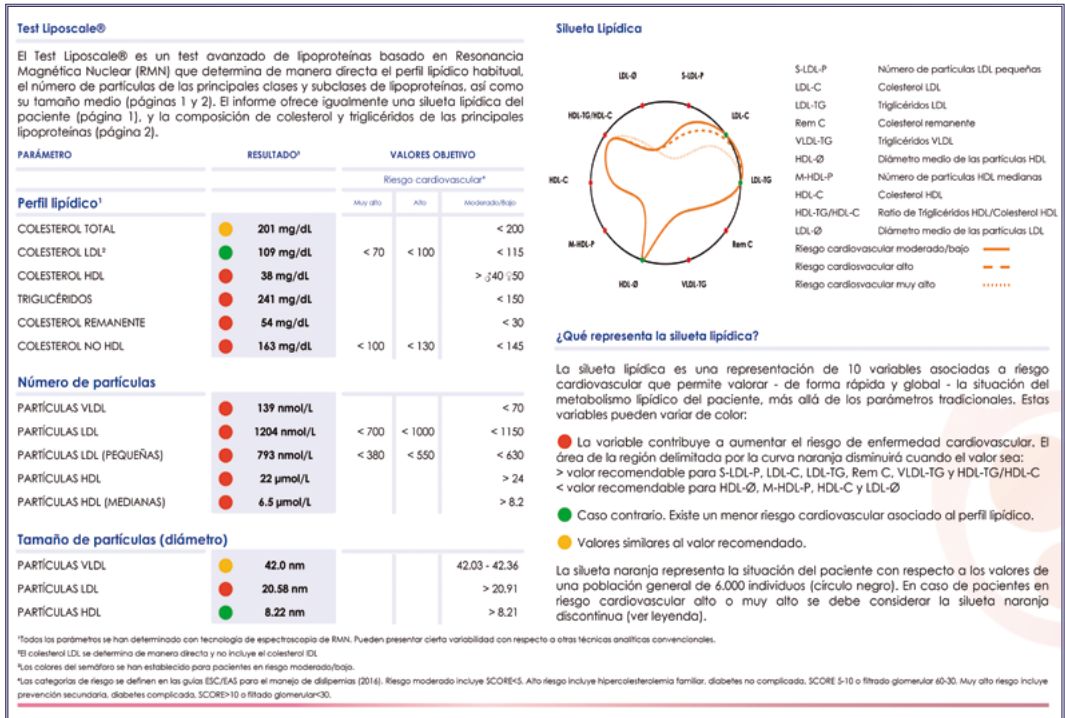 Test Liposcale®
El Test Liposcale® es un test avanzado de lipoproteínas basado en Resonancia
Magnética Nuclear (RMN) que determina de manera directa el perfil lipídico habitual,
el número de partículas de las principales clases y subclases de lipoproteínas, así como
su tamaño medio (páginas 1 y 2). El informe ofrece igualmente una silueta lipídica del
paciente (página 1), y la composición de colesterol y triglicéridos de las principales
lipoproteínas (página 2).
PARÁMETRO RESULTADO³ VALORES OBJETIVO
Riesgo cardiovascular⁴
Perfil lipídico¹ Muy alto Alto Moderado/Bajo
COLESTEROL TOTAL 201 mg/dL < 200
COLESTEROL LDL² 109 mg/dL < 70 < 100 < 115
COLESTEROL HDL 38 mg/dL > ♂40 ♀50
TRIGLICÉRIDOS 241 mg/dL < 150
COLESTEROL REMANENTE 54 mg/dL < 30
COLESTEROL NO HDL 163 mg/dL < 100 < 130 < 145
Número de partículas
PARTÍCULAS VLDL 139 nmol/L < 70
PARTÍCULAS LDL 1204 nmol/L < 700 < 1000 < 1150
PARTÍCULAS LDL (PEQUEÑAS) 793 nmol/L < 380 < 550 < 630
PARTÍCULAS HDL 22 µmol/L > 24
PARTÍCULAS HDL (MEDIANAS) 6.5 µmol/L > 8.2
Tamaño de partículas (diámetro)
PARTÍCULAS VLDL 42.0 nm 42.03 - 42.36
PARTÍCULAS LDL 20.58 nm > 20.91
PARTÍCULAS HDL 8.22 nm > 8.21
Silueta Lipídica
LDL-Ø S-LDL-P
HDL-TG/HDL-C LDL-C
HDL-C LDL-TG
M-HDL-P Rem C
HDL-Ø VLDL-TG
S-LDL-P Número de partículas LDL pequeñas
LDL-C Colesterol LDL
LDL-TG Triglicéridos LDL
Rem C Colesterol remanente
VLDL-TG Triglicéridos VLDL
HDL-Ø Diámetro medio de las partículas HDL
M-HDL-P Número de partículas HDL medianas
HDL-C Colesterol HDL
HDL-TG/HDL-C Ratio de Triglicéridos HDL/Colesterol HDL
LDL-Ø Diámetro medio de partículas LDL
Riesgo cardiovascular moderado/bajo
Riesgo cardiosvacular alto
Riesgo cardiosvacular muy alto
¿Qué representa la silueta lipídica?
La silueta lipídica es una representación de 10 variables asociadas a riesgo
cardiovascular que permite valorar - de forma rápida y global - la situación del
metabolismo lipídico del paciente, más allá de los parámetros tradicionales. Estas
variables pueden variar de color:
La variable contribuye a aumentar el riesgo de enfermedad cardiovascular. El
área de la región delimitada por la curva naranja disminuirá cuando el valor sea:
> valor recomendable para S-LDL-P, LDL-C, LDL-TG, Rem C, VLDL-TG y HDL-TG/HDL-C
< valor recomendable para HDL-Ø, M-HDL-P, HDL-C y LDL-Ø
Caso contrario. Existe un menor riesgo cardiovascular asociado al perfil lipídico.
Valores similares al valor recomendado.
La silueta naranja representa la situación del paciente con respecto a los valores de
una población general de 6.000 individuos (círculo negro). En caso de pacientes en
riesgo cardiovascular alto o muy alto se debe considerar la silueta naranja
discontinua (ver leyenda).
¹Todos los parámetros se han determinado con tecnología de espectroscopia de RMN. Pueden presentar cierta variabilidad con respecto a otras técnicas analíticas convencionales.
²El colesterol LDL se determina de manera directa y no incluye el colesterol IDL
³Los colores del semáforo se han establecido para pacientes en riesgo moderado/bajo.
⁴Las categorías de riesgo se definen en las guías ESC/EAS para el manejo de dislipemias (2016). Riesgo moderado incluye SCORE<5. Alto riesgo incluye hipercolesterolemia familiar, diabetes no complicada, SCORE 5-10 o filtrado glomerular 60-30. Muy alto riesgo incluye
prevención secundaria, diabetes complicada, SCORE>10 o filtado glomerular<30.